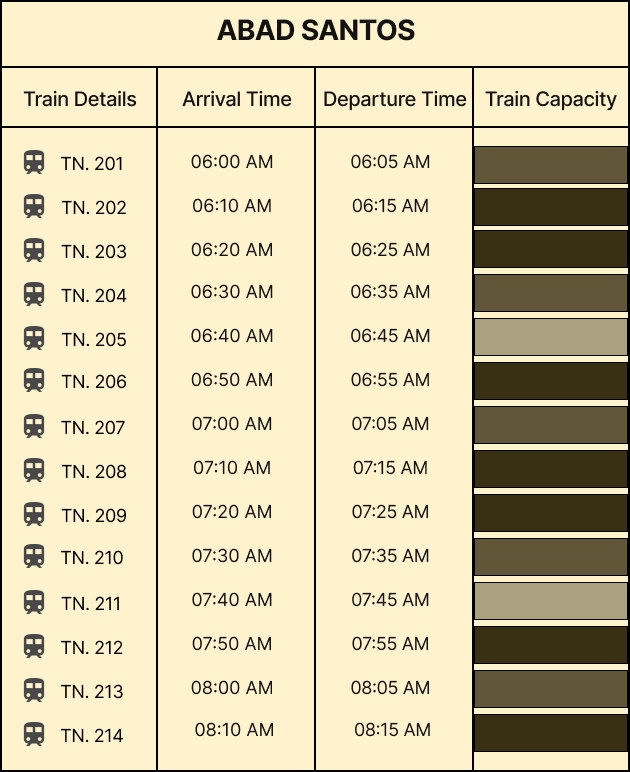 ABAD SANTOS
Train Details Arrival Time Departure Time Train Capacity
TN. 201 06:00 AM 06:05 AM
TN. 202 06:10 AM 06:15 AM
TN. 203 06:20 AM 06:25 AM
TN. 204 06:30 AM 06:35 AM
TN. 205 06:40 AM 06:45 AM
TN. 206 06:50 AM 06:55 AM
TN. 207 07:00 AM 07:05 AM
TN. 208 07:10 AM 07:15 AM
TN. 209 07:20 AM 07:25 AM
TN. 210 07:30 AM 07:35 AM
TN. 211 07:40 AM 07:45 AM
TN. 212 07:50 AM 07:55 AM
TN. 213 08:00 AM 08:05 AM
TN. 214 08:10 AM 08:15 AM